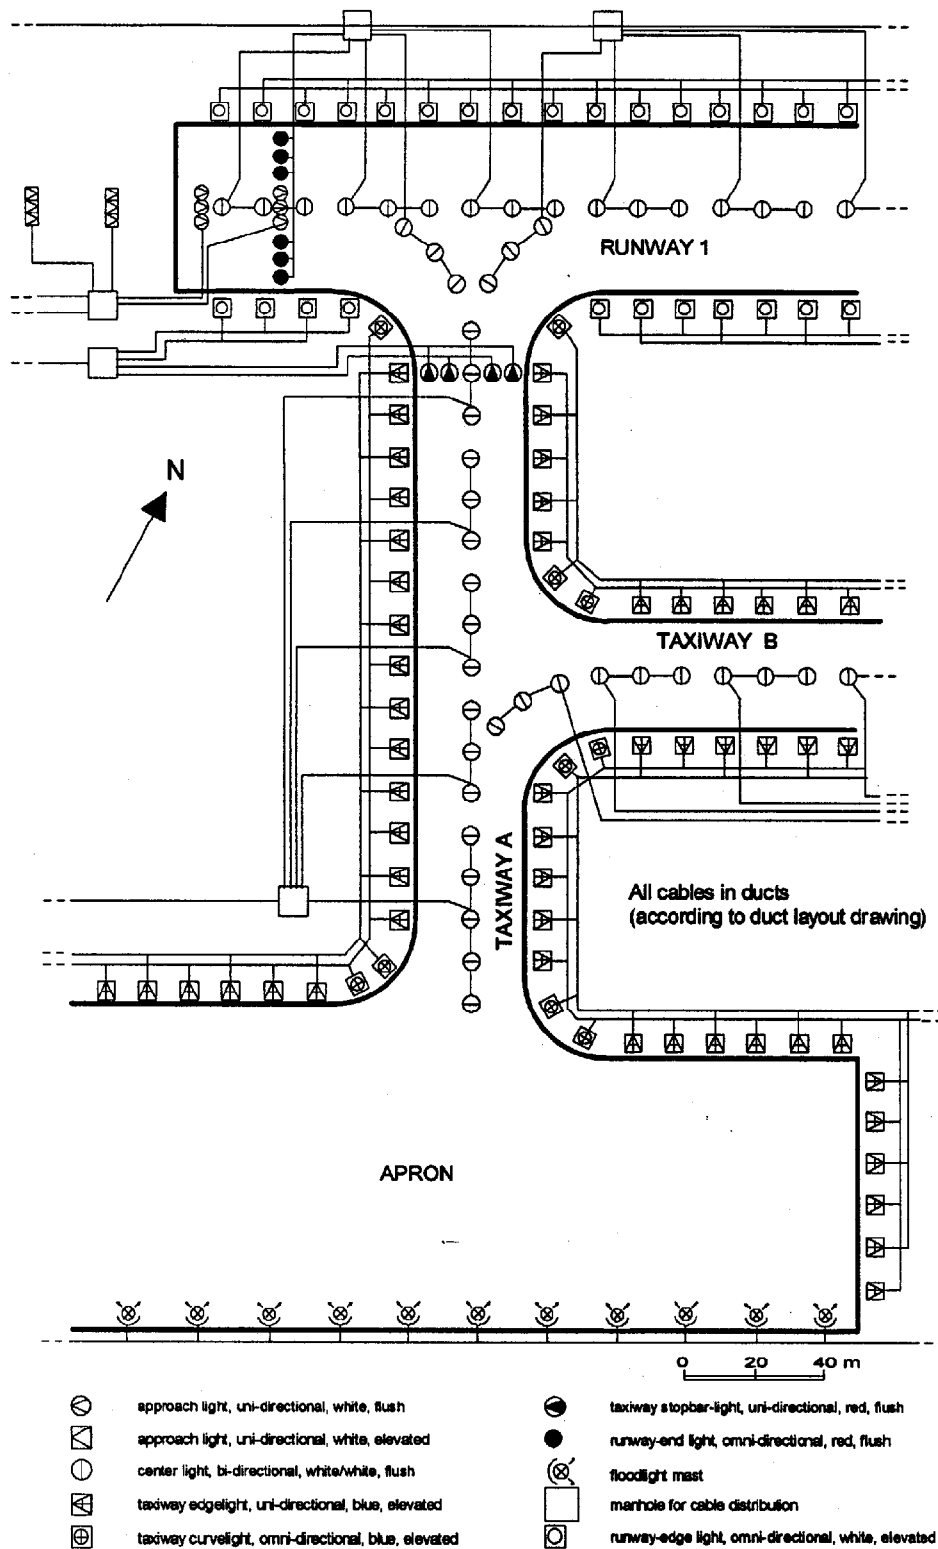 RUNWAY 1
N
TAXIWAY B
TAXIWAY A
All cables in ducts
(according to duct layout drawing)
APRON
0 20 40 m
approach light, uni-directional, white, flush
approach light, uni-directional, white, elevated
center light, bi-directional, white/white, flush
taxiway edgelight, uni-directional, blue, elevated
taxiway curvelight, omni-directional, blue, elevated
taxiway stopbar-light, uni-directional, red, flush
runway-end light, omni-directional, red, flush
floodlight mast
manhole for cable distribution
runway-edge light, omni-directional, white, elevated